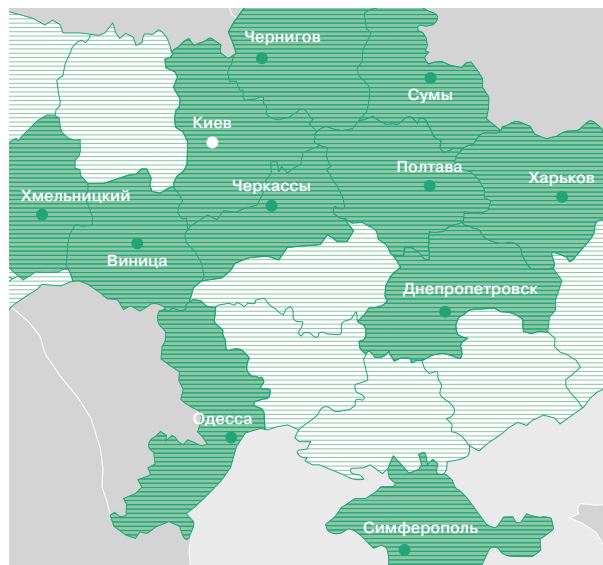 Чернигов
Сумы
Киев
Полтава
Харьков
Черкассы
Хмельницкий
Виница
Днепропетровск
Одесса
Симферополь